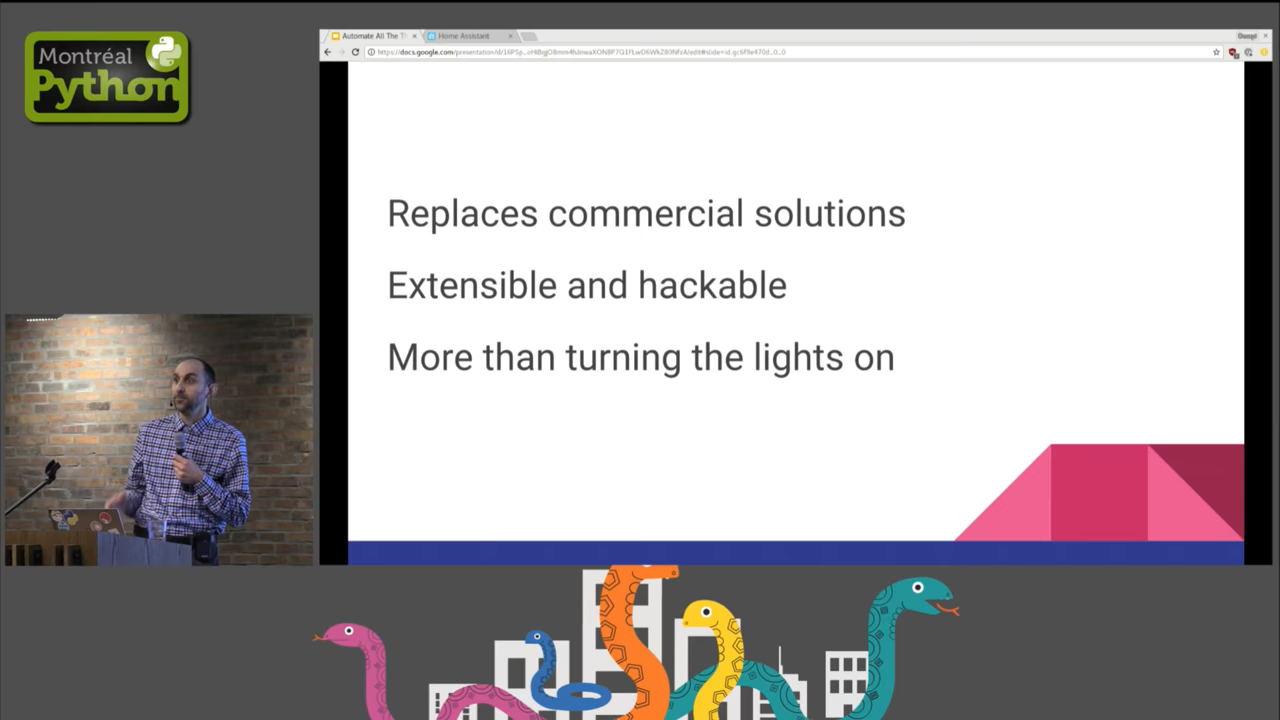 Montréal
Python
Automate All The Th
Home Assistant
Replaces commercial solutions
Extensible and hackable
More than turning the lights on